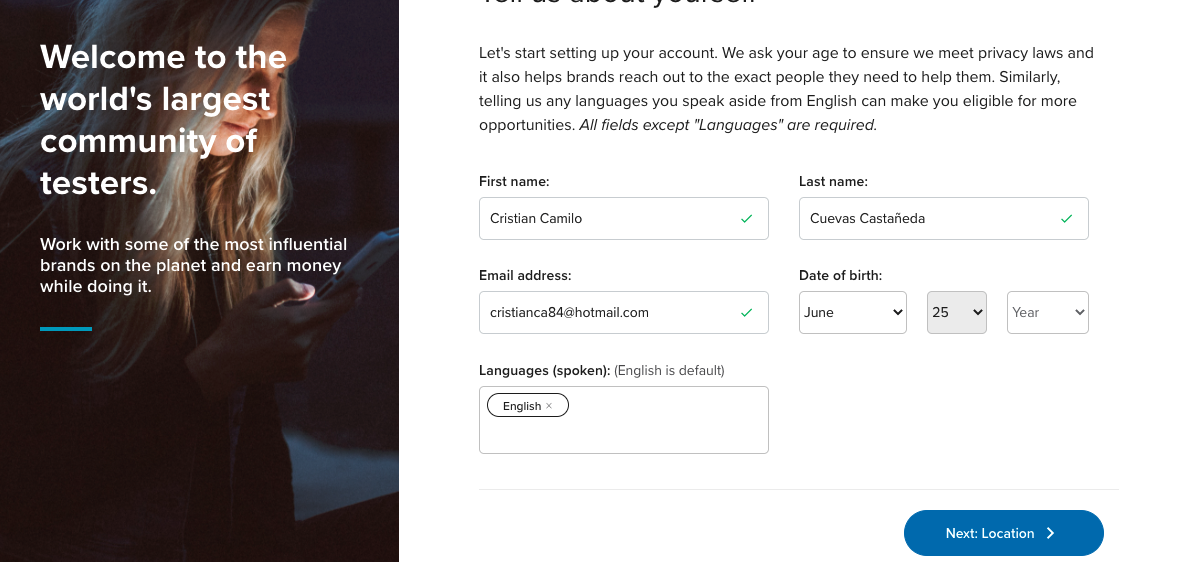 Welcome to the
world's largest
community of
testers.
Work with some of the most influential
brands on the planet and earn money
while doing it.
Tell us about yourself
Let's start setting up your account. We ask your age to ensure we meet privacy laws and
it also helps brands reach out to the exact people they need to help them. Similarly,
telling us any languages you speak aside from English can make you eligible for more
opportunities. All fields except "Languages" are required.
First name: Last name:
Cristian Camilo Cuevas Castañeda
Email address: Date of birth:
cristianca84@hotmail.com June 25 Year
Languages (spoken): (English is default)
English ×
Next: Location